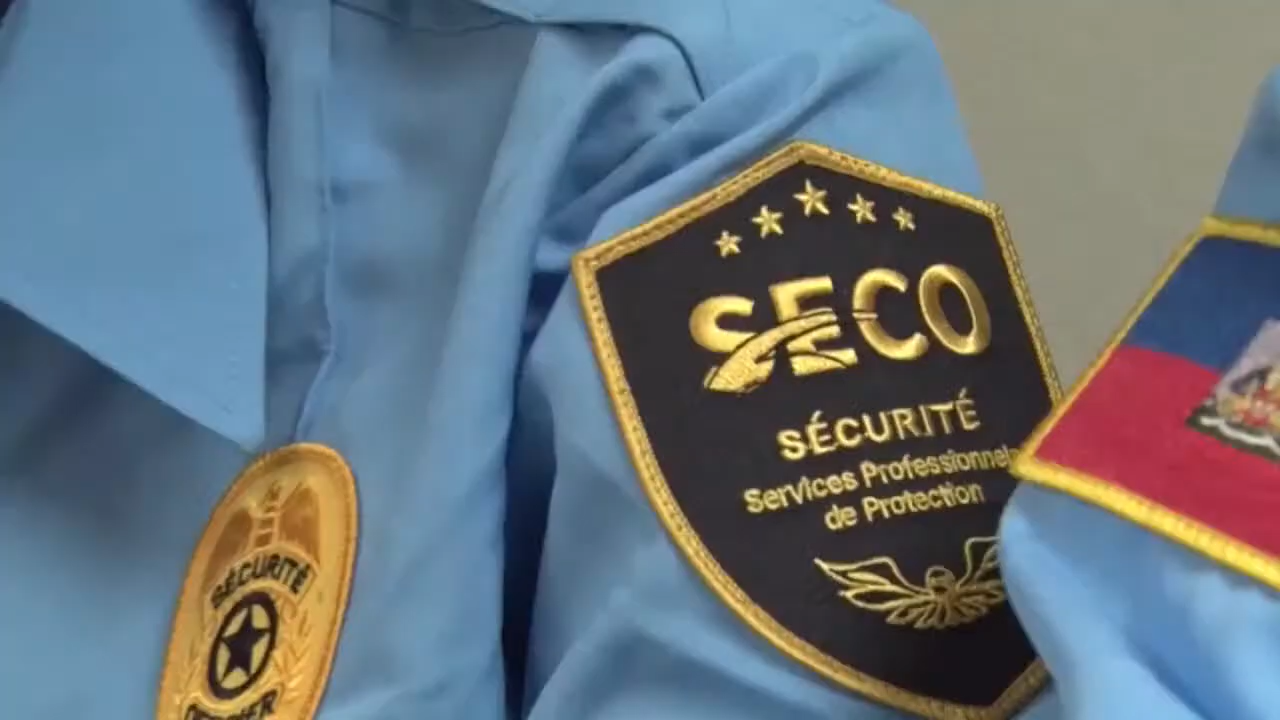 SECO
SÉCURITÉ
Services Professionnels
de Protection
SÉCURITÉ